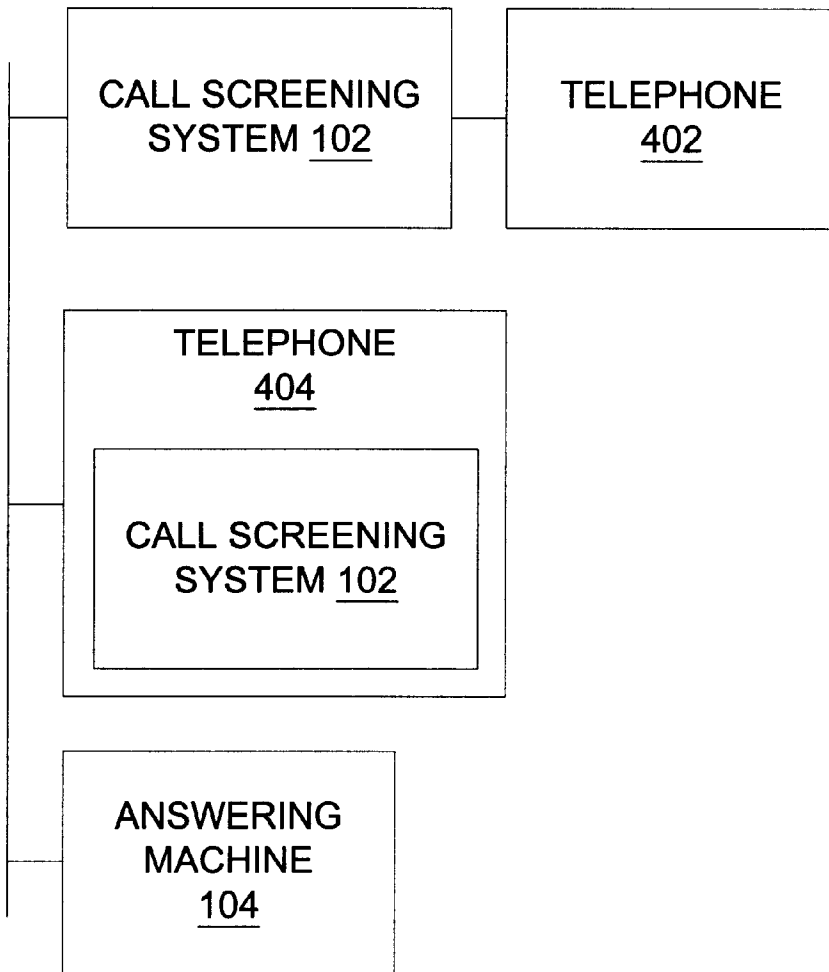 CALL SCREENING
SYSTEM 102
TELEPHONE
402
TELEPHONE
404
CALL SCREENING
SYSTEM 102
ANSWERING
MACHINE
104